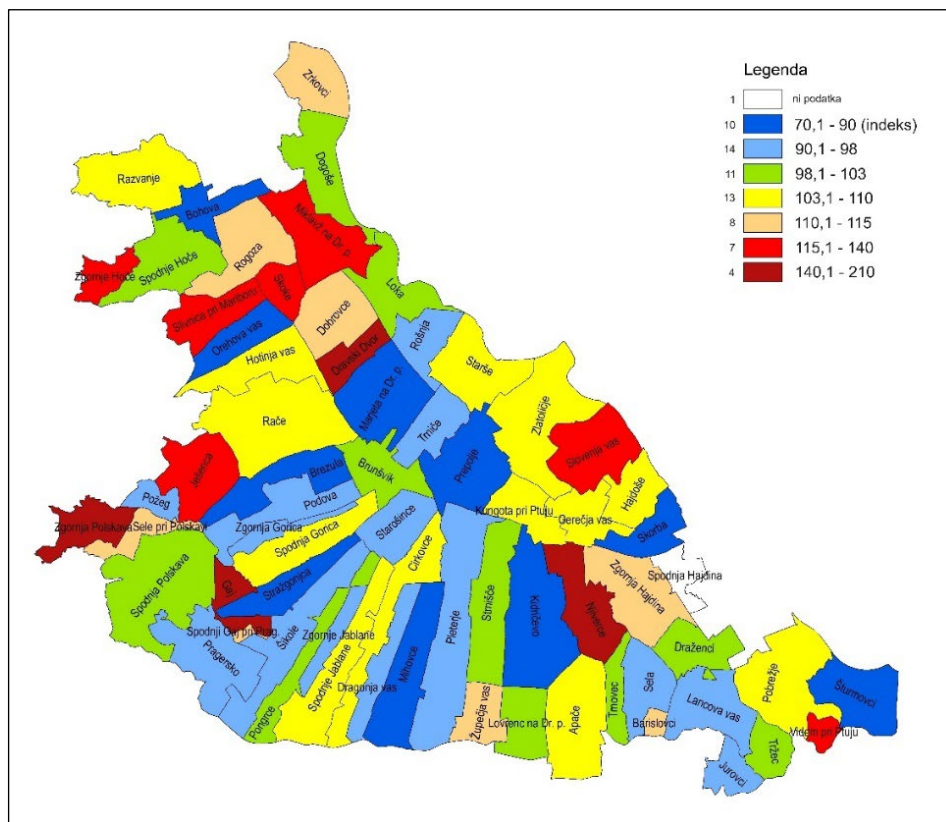 Legenda
1 ni podatka
10 70,1 - 90 (indeks)
14 90,1 - 98
11 98,1 - 103
13 103,1 - 110
8 110,1 - 115
7 115,1 - 140
4 140,1 - 210
Zrkovci
Dogoše
Razvanje
Bohova
Miklavž na Dr. p.
Rogoza
Spodnje Hoče
Zgornje Hoče
Skoke
Loka
Slivnica pri Mariboru
Dobrovce
Orehova vas
Rošnja
Hotinja vas
Dravski Dvor
Starše
Marjeta na Dr. p.
Rače
Trniče
Zlatoličje
Slovenja vas
Ješenca
Brezula
Brunšvik
Prepolje
Hajdoše
Požeg
Podova
Kungota pri Ptuju
Gerečja vas
Skorba
Zgornja Polskava
Sele pri Polskavi
Zgornja Gorica
Starošince
Spodnja Gorica
Cirkovce
Spodnja Hajdina
Zgornja Hajdina
Spodnja Polskava
Gaj
Stražgonjca
Strnišče
Kidričevo
Njiverce
Spodnji Gaj pri Prag.
Šikole
Zgornje Jablane
Pleterje
Pragersko
Spodnje Jablane
Mihovce
Draženci
Dragonja vas
Sela
Pobrežje
Šturmovci
Pongrce
Župečja vas
Lovrenc na Dr. p.
Apače
Trnovec
Barislovci
Lancova vas
Videm pri Ptuju
Tržec
Jurovci